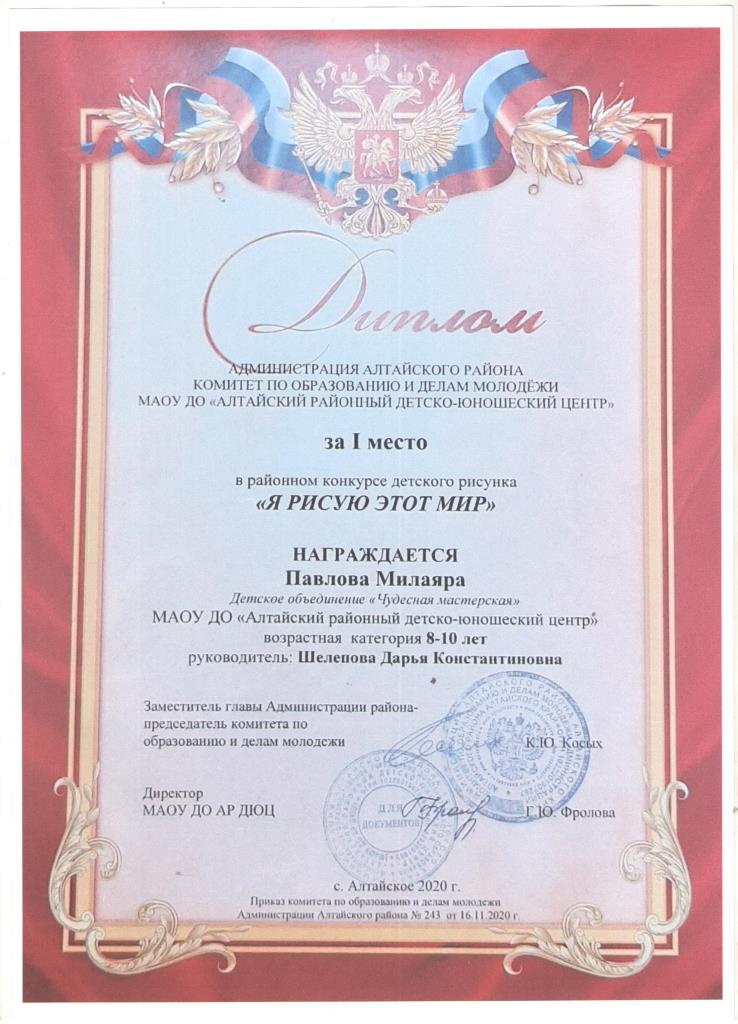 Диплом
АДМИНИСТРАЦИЯ АЛТАЙСКОГО РАЙОНА
КОМИТЕТ ПО ОБРАЗОВАНИЮ И ДЕЛАМ МОЛОДЁЖИ
МАОУ ДО «АЛТАЙСКИЙ РАЙОННЫЙ ДЕТСКО-ЮНОШЕСКИЙ ЦЕНТР»
за I место
в районном конкурсе детского рисунка
«Я РИСУЮ ЭТОТ МИР»
НАГРАЖДАЕТСЯ
Павлова Милаяра
Детское объединение «Чудесная мастерская»
МАОУ ДО «Алтайский районный детско-юношеский центр»
возрастная категория 8-10 лет
руководитель: Шелепова Дарья Константиновна
Заместитель главы Администрации района-
председатель комитета по
образованию и делам молодежи К.Ю. Косых
Директор
МАОУ ДО АР ДЮЦ Г.Ю. Фролова
ДЛЯ
ДОКУМЕНТОВ
с. Алтайское 2020 г.
Приказ комитета по образованию и делам молодежи
Администрации Алтайского района № 243 от 16.11.2020 г.